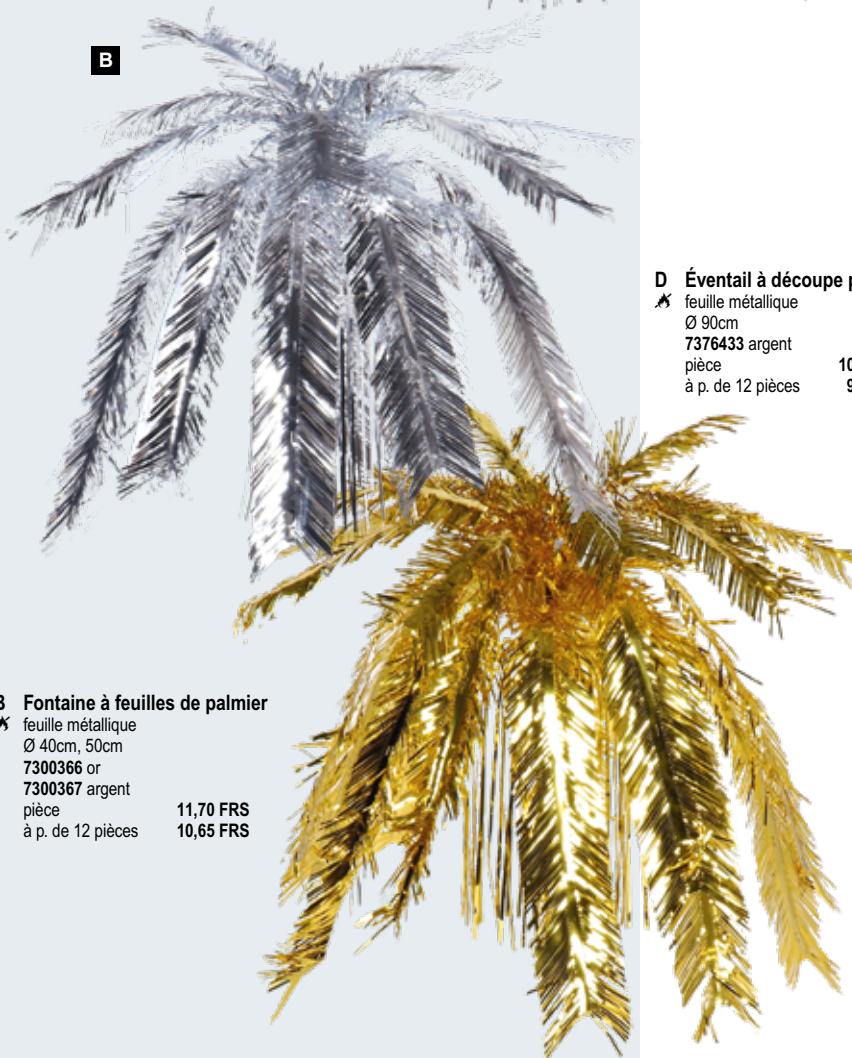 B
D Éventail à découpe
feuille métallique
Ø 90cm
7376433 argent
pièce
à p. de 12 pièces
Fontaine à feuilles de palmier
feuille métallique
Ø 40cm, 50cm
7300366 or
7300367 argent
pièce 11,70 FRS
à p. de 12 pièces 10,65 FRS